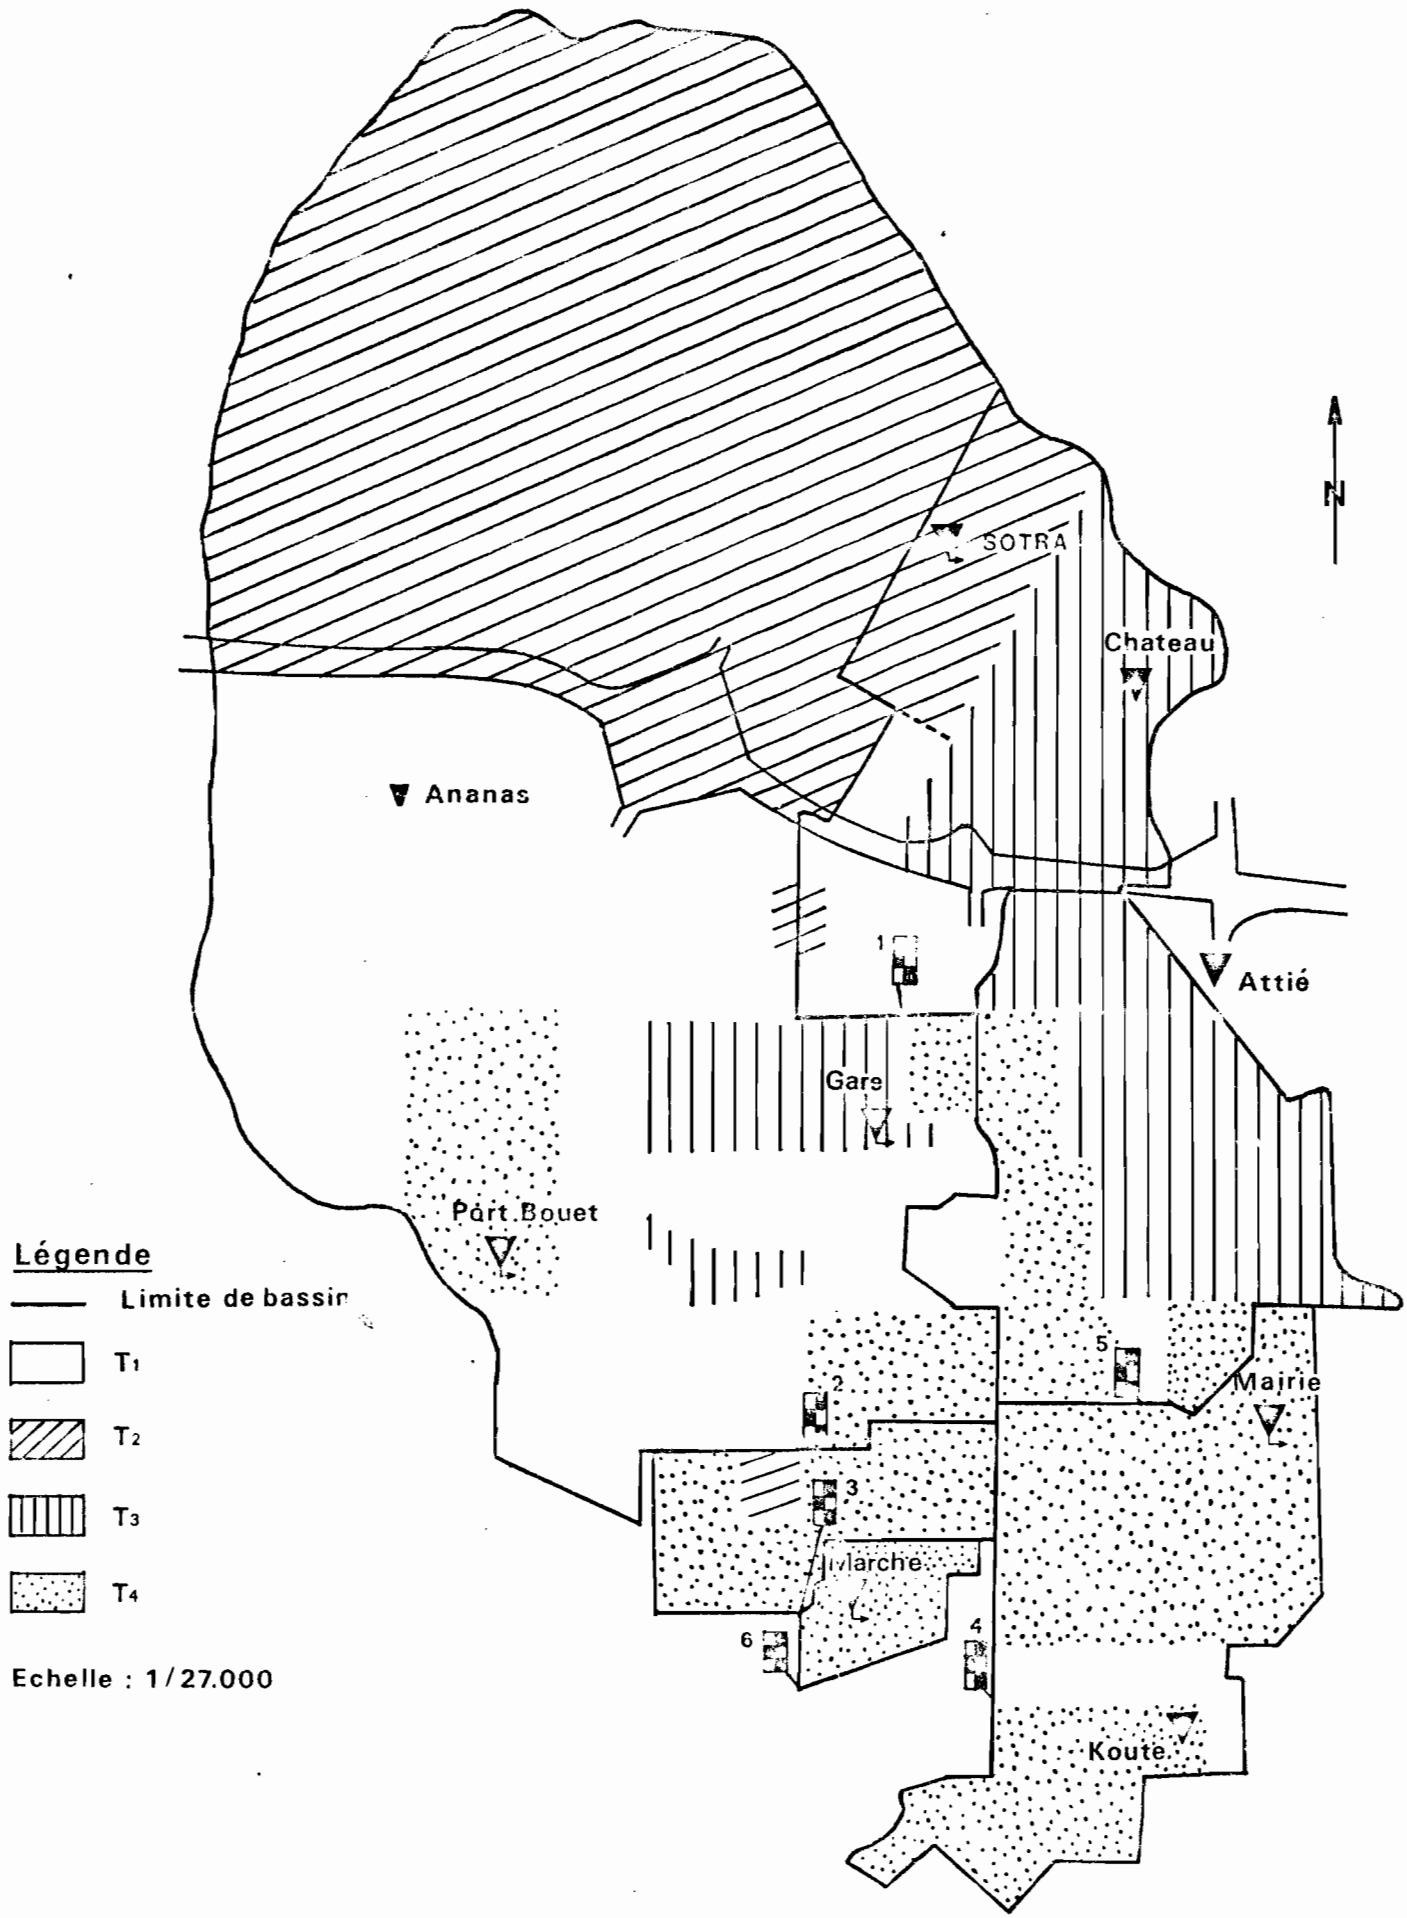 N
SOTRA
Chateau
Ananas
1
Attié
Gare
Port Bouet
Légende
Limite de bassin
T1
T2
T3
T4
Echelle : 1/27.000
5
Mairie
2
3
Marche
6
4
Koute